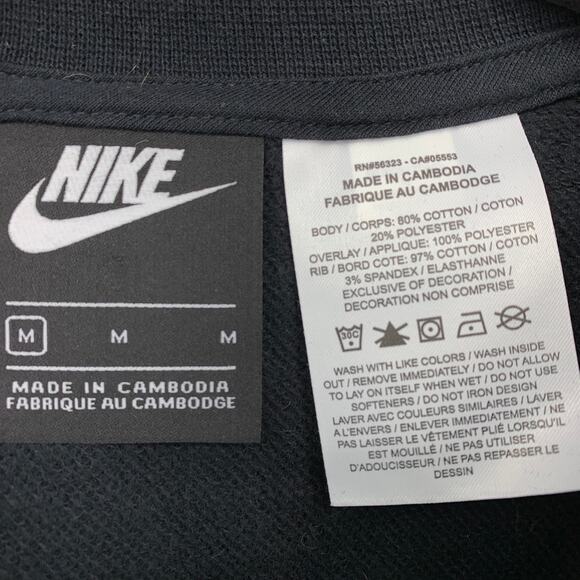 NIKE
M M M
MADE IN CAMBODIA
FABRIQUE AU CAMBODGE
RN#56323 - CA#05553
MADE IN CAMBODIA
FABRIQUE AU CAMBODGE
BODY / CORPS: 80% COTTON / COTON
20% POLYESTER
OVERLAY / APPLIQUE: 100% POLYESTER
RIB / BORD COTE: 97% COTTON / COTON
3% SPANDEX / ELASTHANNE
EXCLUSIVE OF DECORATION /
DECORATION NON COMPRISE
30C
WASH WITH LIKE COLORS / WASH INSIDE
OUT / REMOVE IMMEDIATELY / DO NOT ALLOW
TO LAY ON ITSELF WHEN WET / DO NOT USE
SOFTENERS / DO NOT IRON DESIGN
LAVER AVEC COULEURS SIMILAIRES / LAVER
A L'ENVERS / ENLEVER IMMEDIATEMENT / NE
PAS LAISSER LE VÊTEMENT PLIÉ LORSQU'IL
EST MOUILLÉ / NE PAS UTILISER
D'ADOUCISSEUR / NE PAS REPASSER LE
DESSIN